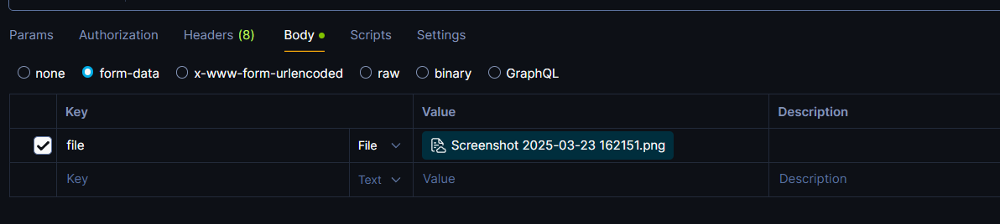 Params Authorization Headers (8) Body Scripts Settings
none form-data x-www-form-urlencoded raw binary GraphQL
Key Value Description
file File Screenshot 2025-03-23 162151.png
Key Text Value Description